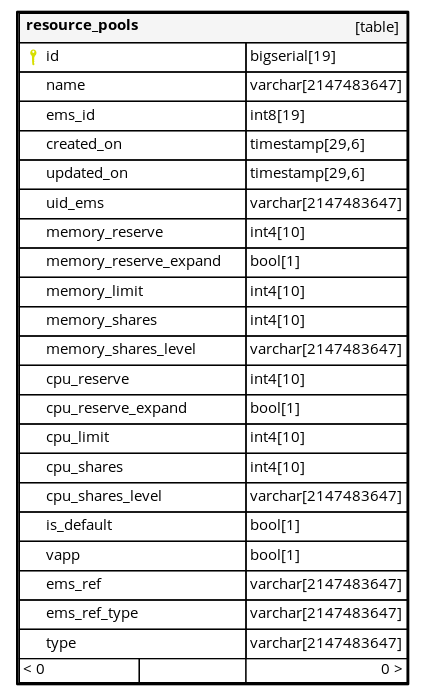 resource_pools [table]
id bigserial[19]
name varchar[2147483647]
ems_id int8[19]
created_on timestamp[29,6]
updated_on timestamp[29,6]
uid_ems varchar[2147483647]
memory_reserve int4[10]
memory_reserve_expand bool[1]
memory_limit int4[10]
memory_shares int4[10]
memory_shares_level varchar[2147483647]
cpu_reserve int4[10]
cpu_reserve_expand bool[1]
cpu_limit int4[10]
cpu_shares int4[10]
cpu_shares_level varchar[2147483647]
is_default bool[1]
vapp bool[1]
ems_ref varchar[2147483647]
ems_ref_type varchar[2147483647]
type varchar[2147483647]
< 0 0 >